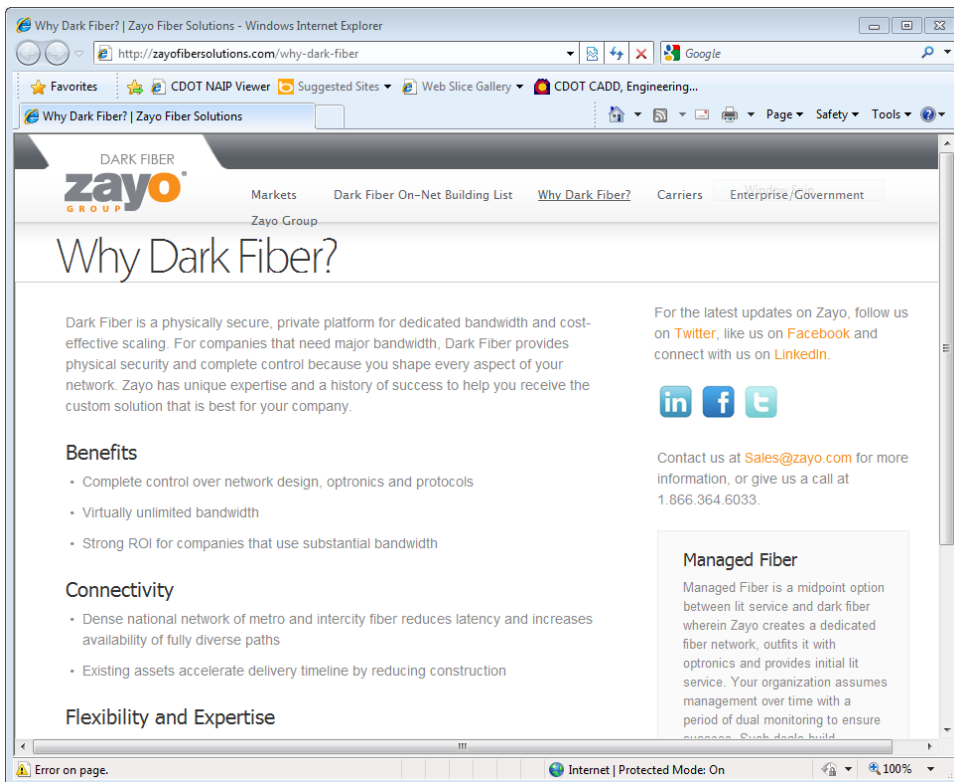 Why Dark Fiber? | Zayo Fiber Solutions - Windows Internet Explorer
http://zayofibersolutions.com/why-dark-fiber
Google
Favorites CDOT NAIP Viewer Suggested Sites Web Slice Gallery CDOT CADD, Engineering...
Why Dark Fiber? | Zayo Fiber Solutions
Page Safety Tools
DARK FIBER
zayo
GROUP
Markets Dark Fiber On-Net Building List Why Dark Fiber? Carriers Enterprise/Government
Zayo Group
Why Dark Fiber?
Dark Fiber is a physically secure, private platform for dedicated bandwidth and cost-
effective scaling. For companies that need major bandwidth, Dark Fiber provides
physical security and complete control because you shape every aspect of your
network. Zayo has unique expertise and a history of success to help you receive the
custom solution that is best for your company.
Benefits
• Complete control over network design, optronics and protocols
• Virtually unlimited bandwidth
• Strong ROI for companies that use substantial bandwidth
Connectivity
• Dense national network of metro and intercity fiber reduces latency and increases
availability of fully diverse paths
• Existing assets accelerate delivery timeline by reducing construction
Flexibility and Expertise
For the latest updates on Zayo, follow us
on Twitter, like us on Facebook and
connect with us on LinkedIn.
in f t
Contact us at Sales@zayo.com for more
information, or give us a call at
1.866.364.6033.
Managed Fiber
Managed Fiber is a midpoint option
between lit service and dark fiber
wherein Zayo creates a dedicated
fiber network, outfits it with
optronics and provides initial lit
service. Your organization assumes
management over time with a
period of dual monitoring to ensure
success. Such deals build
Error on page.
Internet | Protected Mode: On
100%